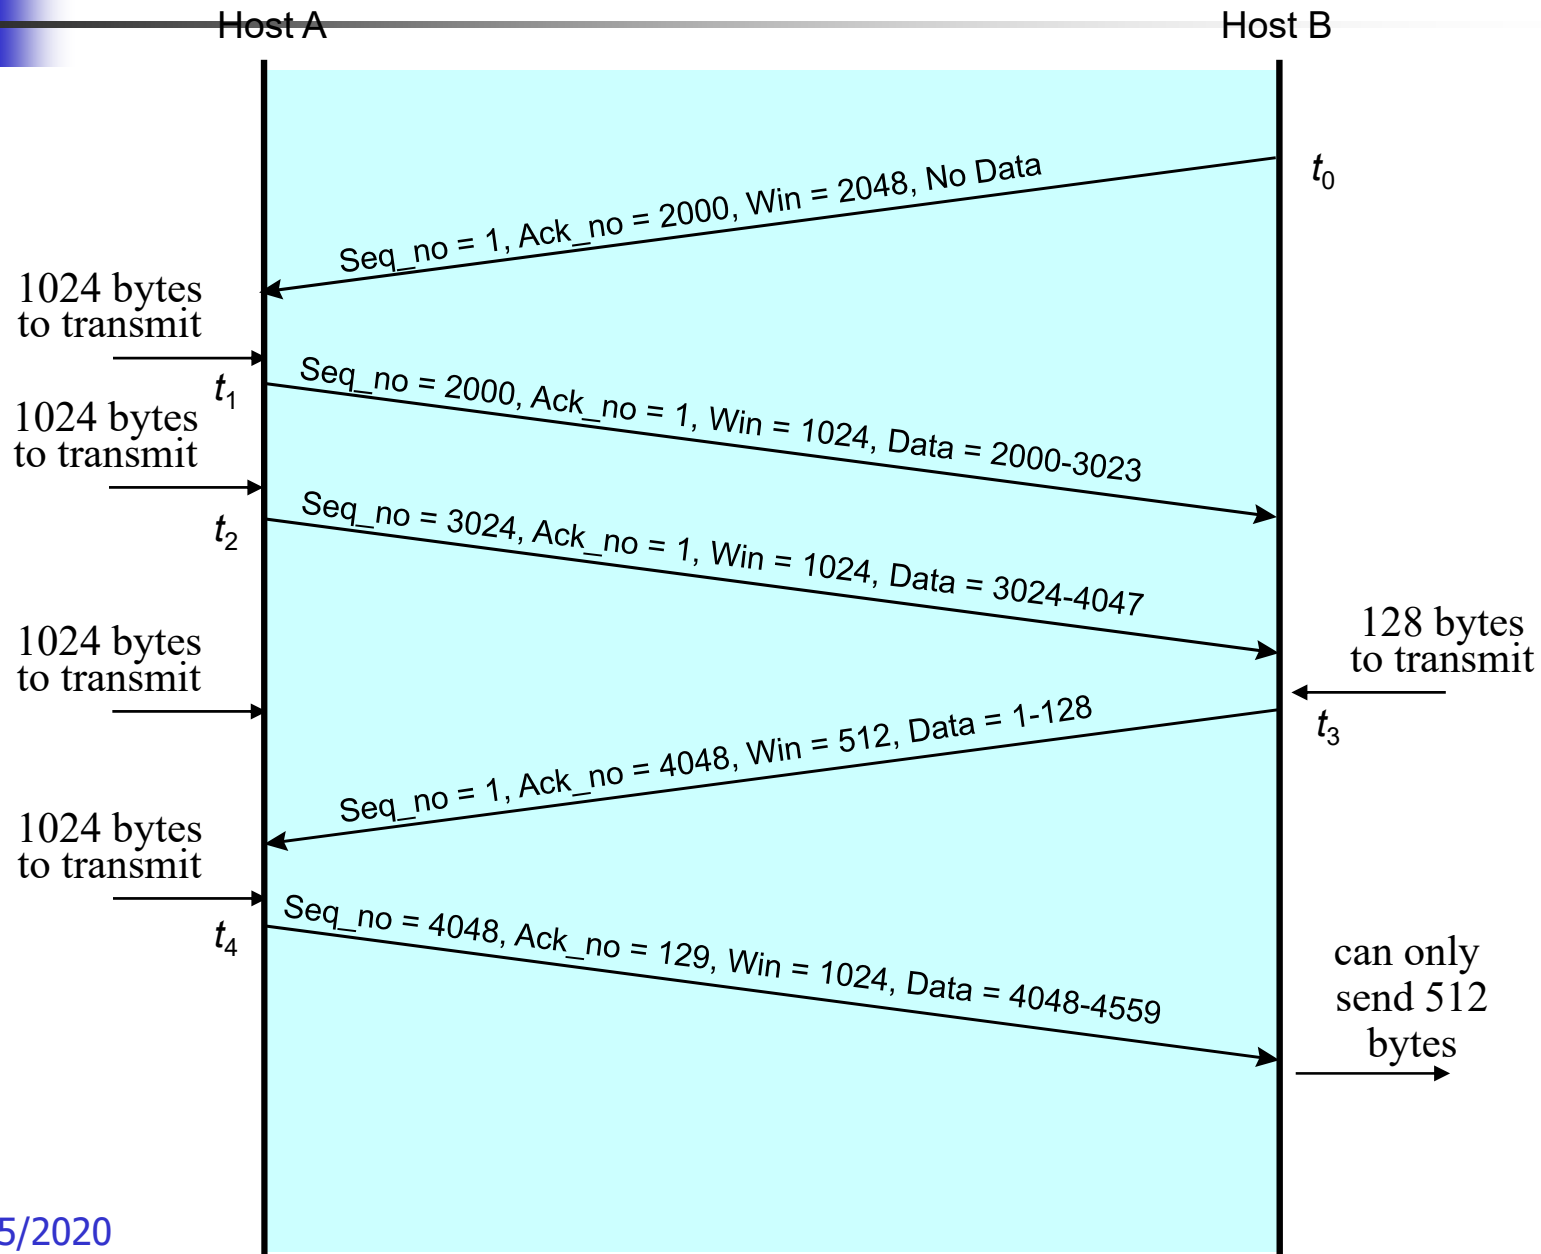 Host A
Host B
t0
Seq_no = 1, Ack_no = 2000, Win = 2048, No Data
1024 bytes
to transmit
t1
Seq_no = 2000, Ack_no = 1, Win = 1024, Data = 2000-3023
1024 bytes
to transmit
t2
Seq_no = 3024, Ack_no = 1, Win = 1024, Data = 3024-4047
128 bytes
to transmit
1024 bytes
to transmit
t3
Seq_no = 1, Ack_no = 4048, Win = 512, Data = 1-128
1024 bytes
to transmit
t4
Seq_no = 4048, Ack_no = 129, Win = 1024, Data = 4048-4559
can only
send 512
bytes
5/2020